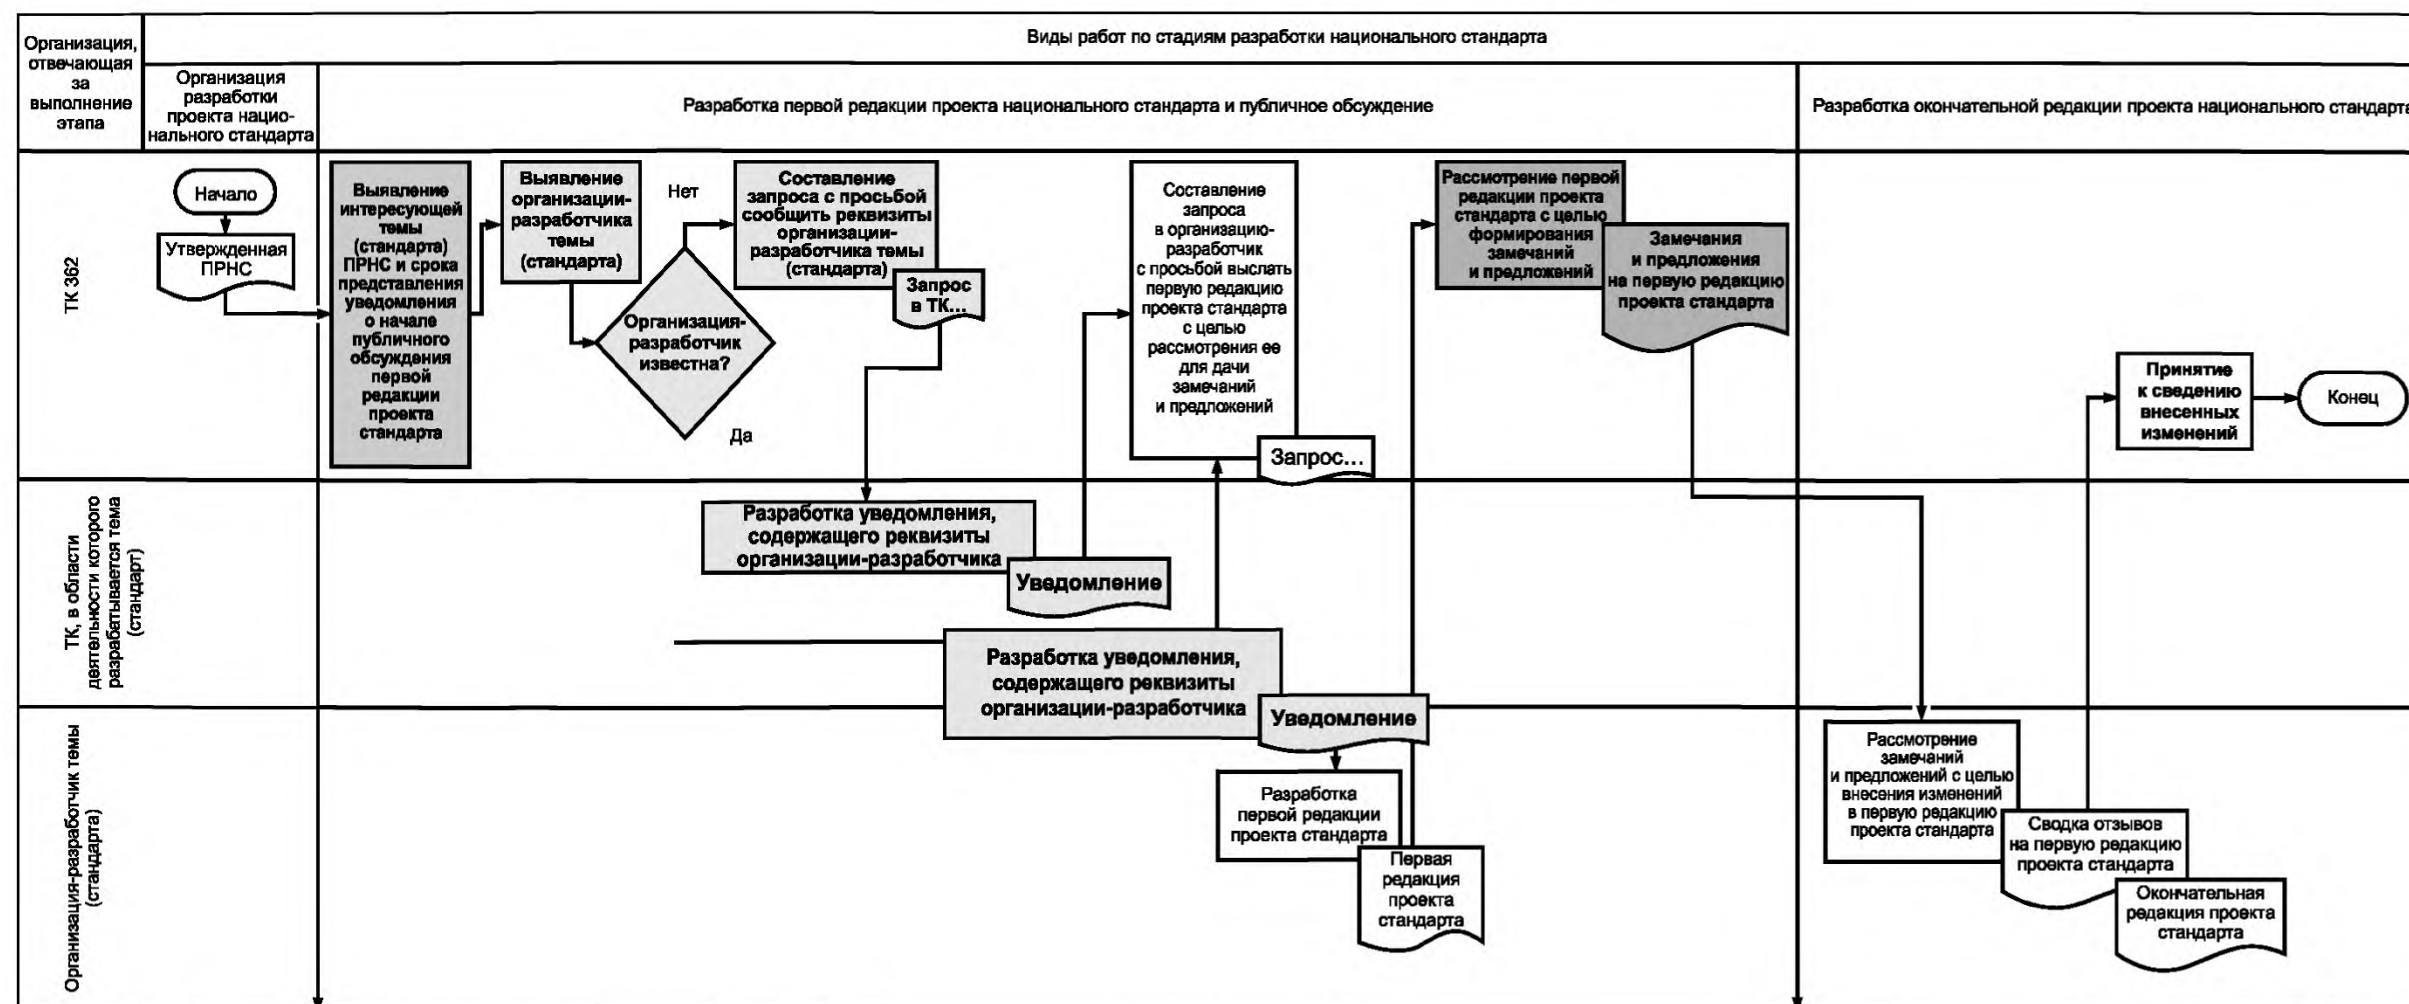 Организация,
отвечающая
за
выполнение
этапа
Виды работ по стадиям разработки национального стандарта
Организация
разработки
проекта нацио-
нального стандарта
Разработка первой редакции проекта национального стандарта и публичное обсуждение
Разработка окончательной редакции проекта национального стандарта
ТК 362
Начало
Утвержденная
ПРНС
Выявление
интересующей
темы
(стандарта)
ПРНС и срока
представления
уведомления
о начале
публичного
обсуждения
первой
редакции
проекта
стандарта
Выявление
организации-
разработчика
темы
(стандарта)
Организация-
разработчик
известна?
Нет
Да
Составление
запроса с просьбой
сообщить реквизиты
организации-
разработчика темы
(стандарта)
Запрос
в ТК...
Составление
запроса
в организацию-
разработчик
с просьбой выслать
первую редакцию
проекта стандарта
с целью
рассмотрения ее
для дачи
замечаний
и предложений
Запрос...
Рассмотрение первой
редакции проекта
стандарта с целью
формирования
замечаний
и предложений
Замечания
и предложения
на первую редакцию
проекта стандарта
Принятие
к сведению
внесенных
изменений
Конец
ТК, в области
деятельности которого
разрабатывается тема
(стандарт)
Разработка уведомления,
содержащего реквизиты
организации-разработчика
Уведомление
Разработка уведомления,
содержащего реквизиты
организации-разработчика
Уведомление
Организация-разработчик темы
(стандарта)
Разработка
первой редакции
проекта стандарта
Первая
редакция
проекта
стандарта
Рассмотрение
замечаний
и предложений с целью
внесения изменений
в первую редакцию
проекта стандарта
Сводка отзывов
на первую редакцию
проекта стандарта
Окончательная
редакция проекта
стандарта